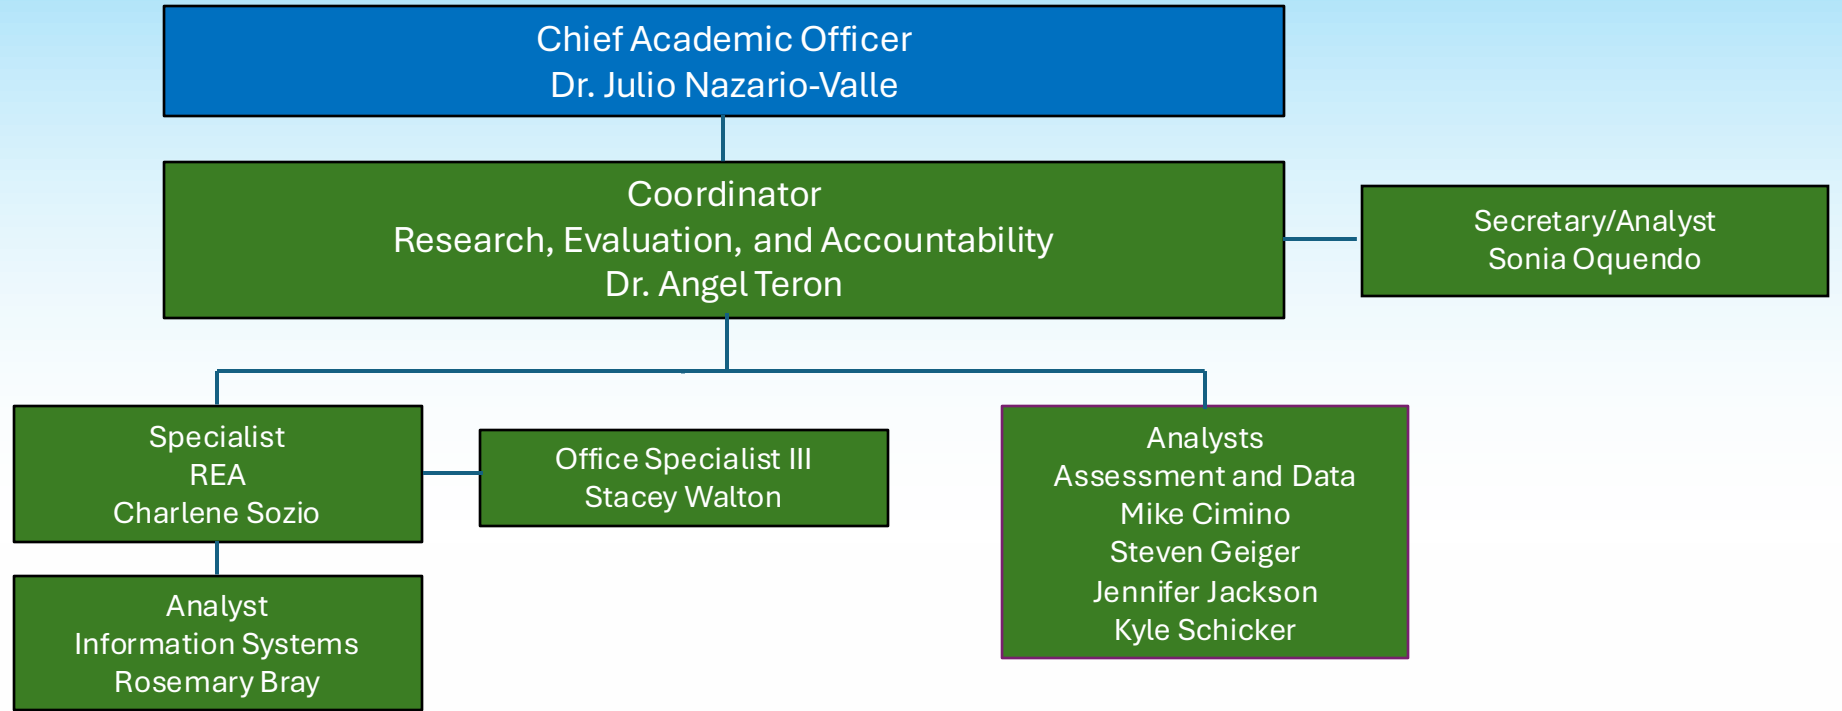 Chief Academic Officer
Dr. Julio Nazario-Valle
Coordinator
Research, Evaluation, and Accountability
Dr. Angel Teron
Secretary/Analyst
Sonia Oquendo
Specialist
REA
Charlene Sozio
Office Specialist III
Stacey Walton
Analysts
Assessment and Data
Mike Cimino
Steven Geiger
Jennifer Jackson
Kyle Schicker
Analyst
Information Systems
Rosemary Bray